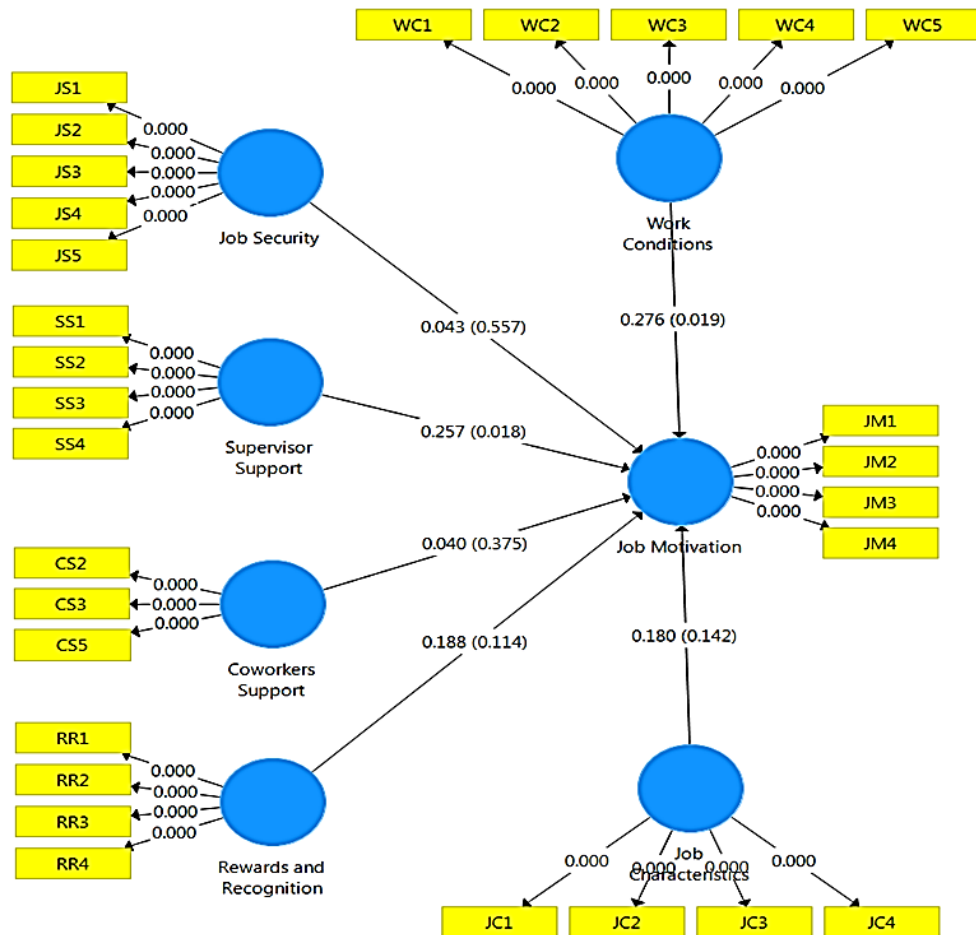 WC1 WC2 WC3 WC4 WC5
0.000 0.000 0.000 0.000 0.000
Work
Conditions
JS1
JS2
JS3
JS4
JS5
0.000
0.000
0.000
0.000
0.000
Job Security
0.043 (0.557)
0.276 (0.019)
SS1
SS2
SS3
SS4
0.000
0.000
0.000
0.000
Supervisor
Support
0.257 (0.018)
JM1
JM2
JM3
JM4
0.000
0.000
0.000
0.000
Job Motivation
CS2
CS3
CS5
0.000
0.000
0.000
Coworkers
Support
0.040 (0.375)
0.188 (0.114)
0.180 (0.142)
RR1
RR2
RR3
RR4
0.000
0.000
0.000
0.000
Rewards and
Recognition
Job
Characteristics
0.000 0.000 0.000 0.000
JC1 JC2 JC3 JC4